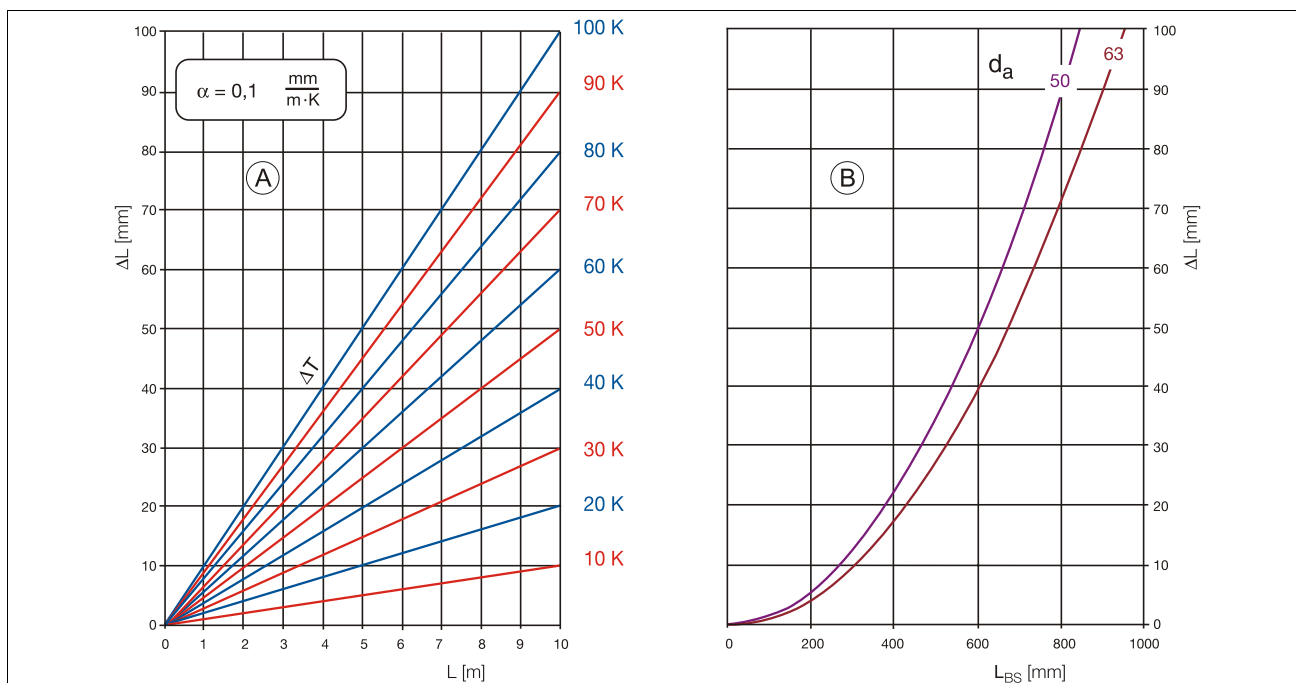 100
90
80
70
60
50
40
30
20
10
0
ΔL [mm]
α = 0,1 mm
m·K
A
ΔT
100 K
90 K
80 K
70 K
60 K
50 K
40 K
30 K
20 K
10 K
0 1 2 3 4 5 6 7 8 9 10
L [m]
da
50
63
B
100
90
80
70
60
50
40
30
20
10
0
ΔL [mm]
0 200 400 600 800 1000
LBS [mm]